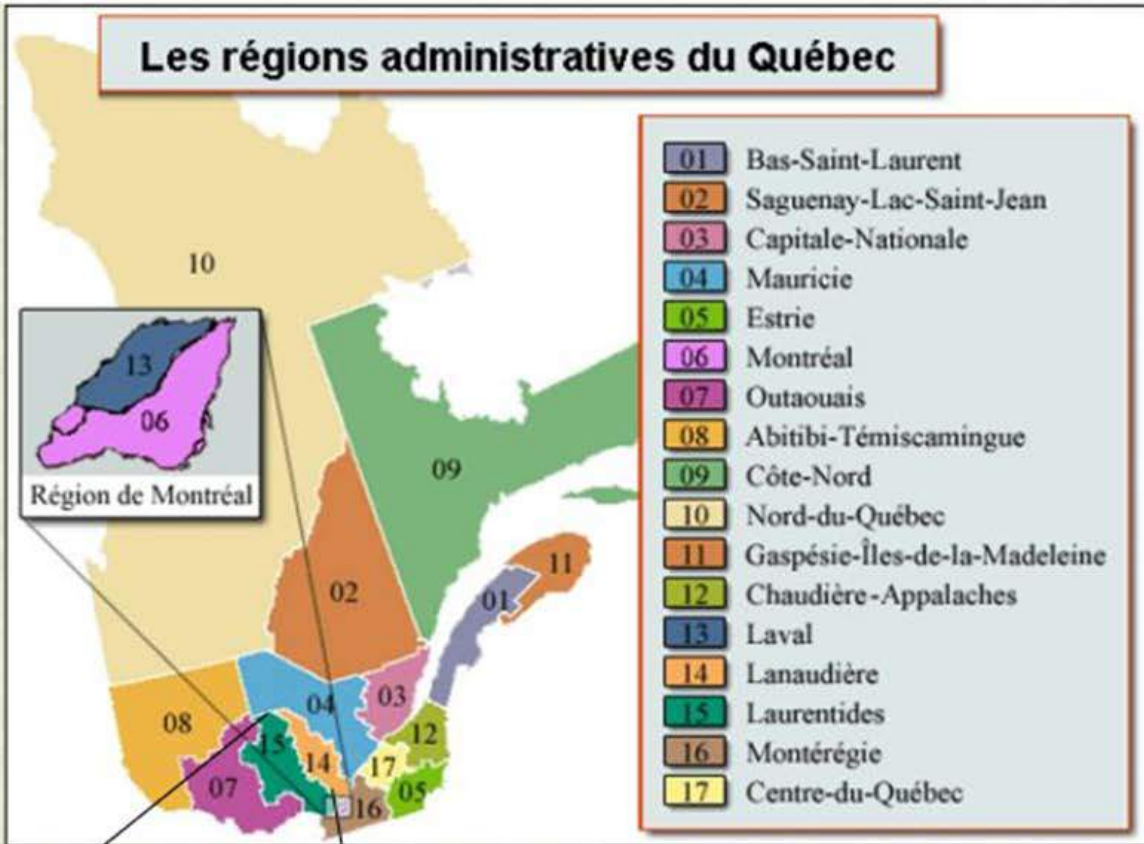 Les régions administratives du Québec
01 Bas-Saint-Laurent
02 Saguenay-Lac-Saint-Jean
03 Capitale-Nationale
04 Mauricie
05 Estrie
06 Montréal
07 Outaouais
08 Abitibi-Témiscamingue
09 Côte-Nord
10 Nord-du-Québec
11 Gaspésie-Îles-de-la-Madeleine
12 Chaudière-Appalaches
13 Laval
14 Lanaudière
15 Laurentides
16 Montérégie
17 Centre-du-Québec
10
13
06
Région de Montréal
09
11
02
01
03
04
08
12
15
14
17
07
16
05